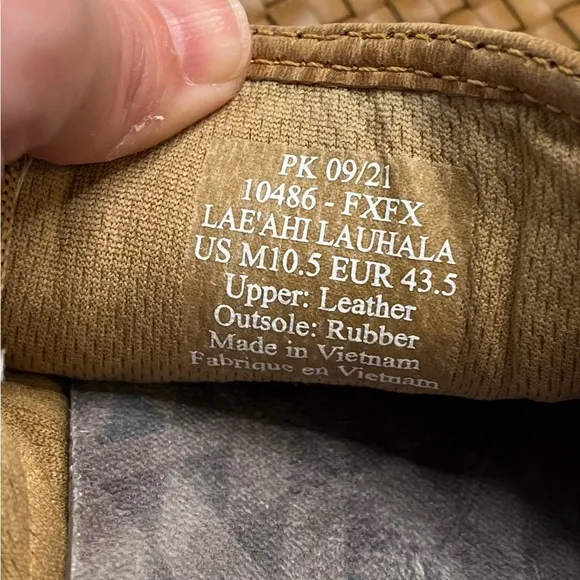 PK 09/21
10486 - FXFX
LAE'AHI LAUHALA
US M10.5 EUR 43.5
Upper: Leather
Outsole: Rubber
Made in Vietnam
Fabrique en Vietnam